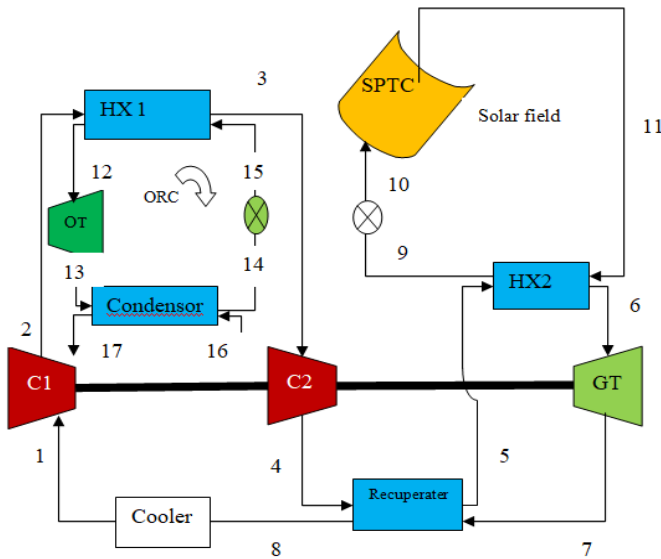 3
HX 1
SPTC
Solar field
11
12
15
10
ORC
OT
9
13
14
HX2
Condensor
6
2
17
16
C1
C2
GT
1
4
5
Recuperater
Cooler
8
7